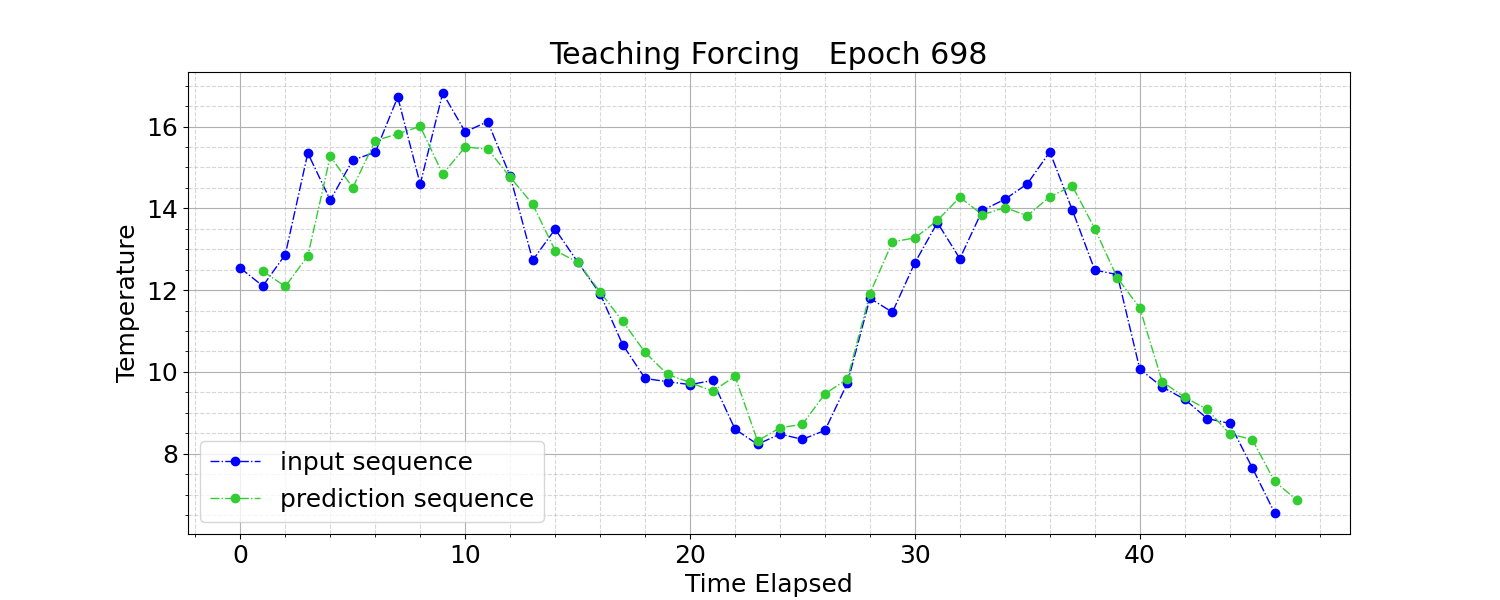 Teaching Forcing   Epoch 698
Temperature
16
14
12
10
8
input sequence
prediction sequence
0 10 20 30 40
Time Elapsed